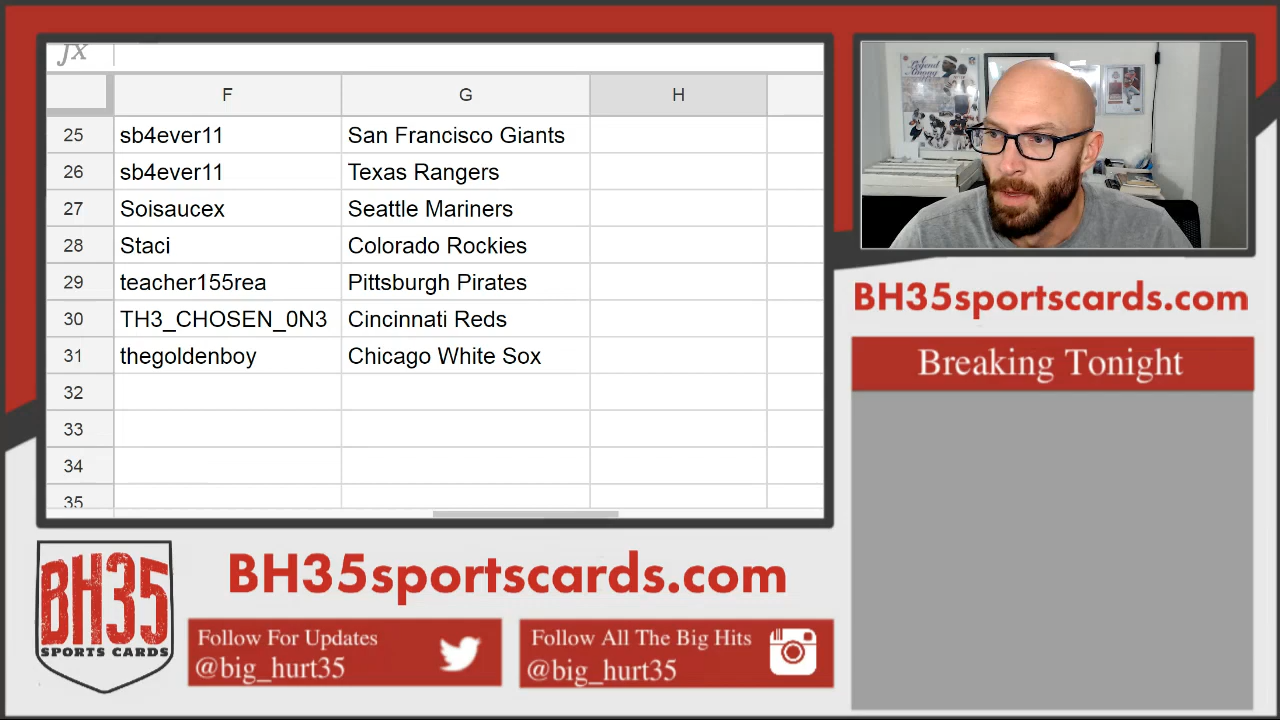 fx
F G H
25 sb4ever11 San Francisco Giants
26 sb4ever11 Texas Rangers
27 Soisaucex Seattle Mariners
28 Staci Colorado Rockies
29 teacher155rea Pittsburgh Pirates
30 TH3_CHOSEN_0N3 Cincinnati Reds
31 thegoldenboy Chicago White Sox
32
33
34
35
Legend
Among
BH35sportscards.com
Breaking Tonight
BH35
SPORTS CARDS
BH35sportscards.com
Follow For Updates
@big_hurt35
Follow All The Big Hits
@big_hurt35